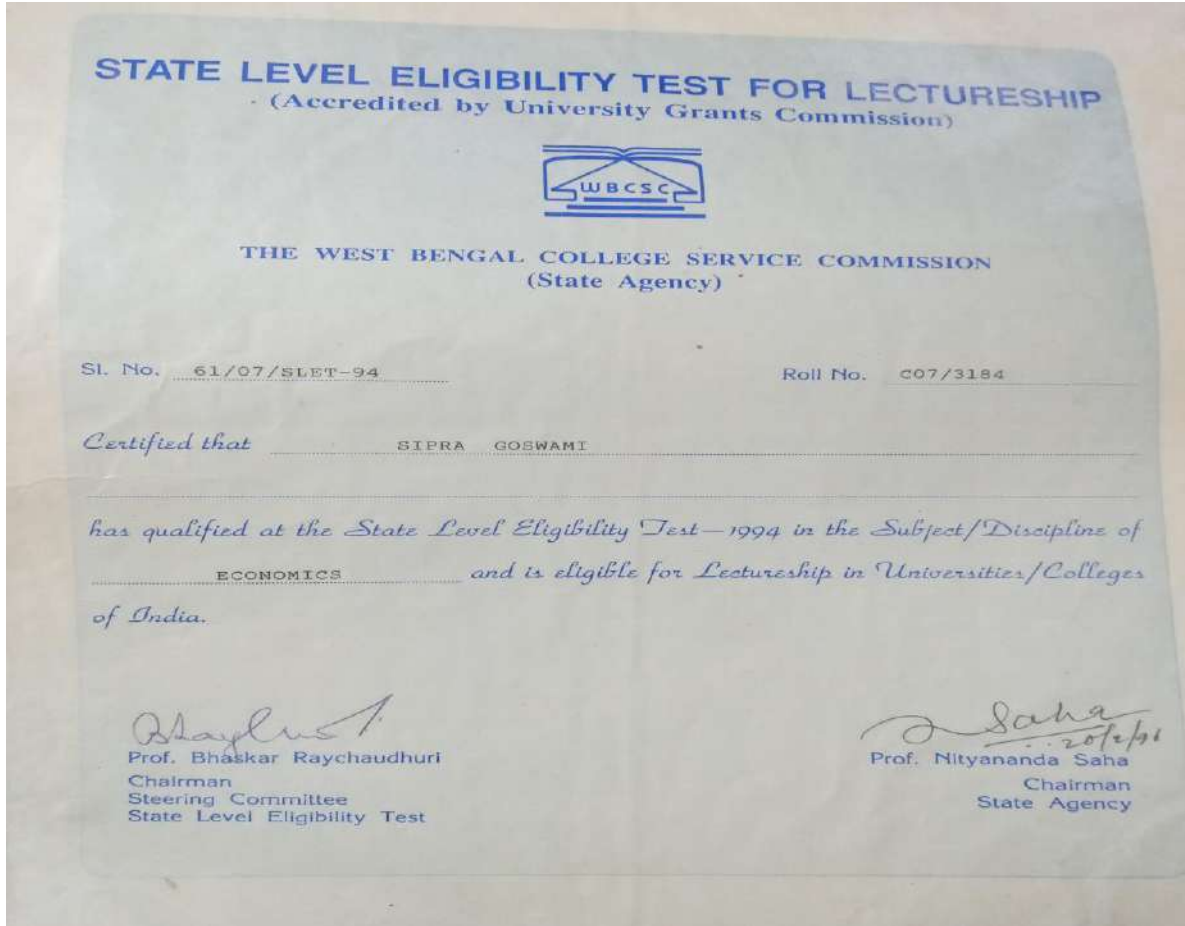 STATE LEVEL ELIGIBILITY TEST FOR LECTURESHIP
(Accredited by University Grants Commission)
WBCSC
THE WEST BENGAL COLLEGE SERVICE COMMISSION
(State Agency)
Sl. No. 61/07/SLET-94 Roll No. C07/3184
Certified that SIPRA GOSWAMI
has qualified at the State Level Eligibility Test—1994 in the Subject/Discipline of
ECONOMICS and is eligible for Lectureship in Universities/Colleges
of India.
Saha
20/2/96
Prof. Bhaskar Raychaudhuri Prof. Nityananda Saha
Chairman Chairman
Steering Committee State Agency
State Level Eligibility Test